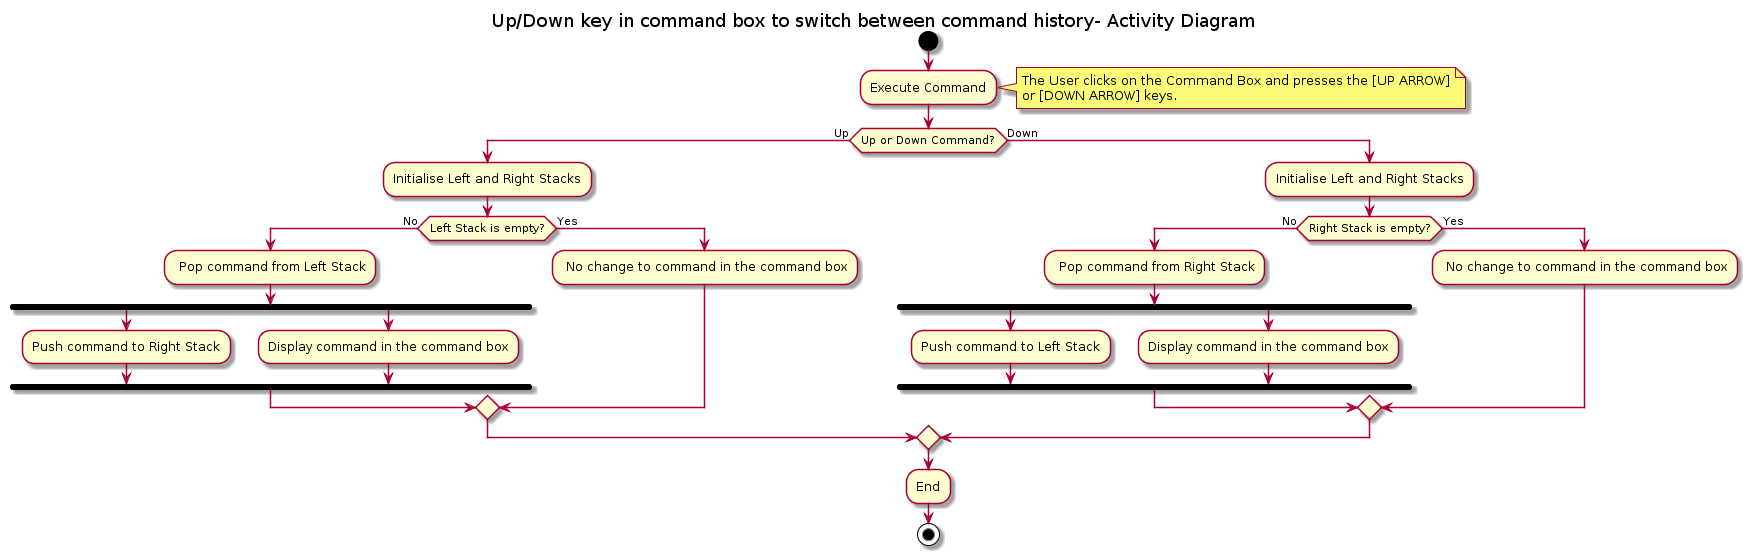 Up/Down key in command box to switch between command history- Activity Diagram
Execute Command
The User clicks on the Command Box and presses the [UP ARROW]
or [DOWN ARROW] keys.
Up
Up or Down Command?
Down
Initialise Left and Right Stacks
Initialise Left and Right Stacks
No
Left Stack is empty?
Yes
No
Right Stack is empty?
Yes
Pop command from Left Stack
No change to command in the command box
Pop command from Right Stack
No change to command in the command box
Push command to Right Stack
Display command in the command box
Push command to Left Stack
Display command in the command box
End